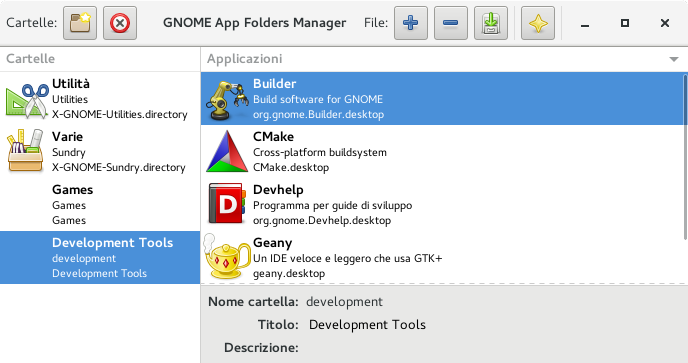 Cartelle: GNOME App Folders Manager File:
Cartelle
Utilità
Utilities
X-GNOME-Utilities.directory
Varie
Sundry
X-GNOME-Sundry.directory
Games
Games
Games
Development Tools
development
Development Tools
Applicazioni
Builder
Build software for GNOME
org.gnome.Builder.desktop
CMake
Cross-platform buildsystem
CMake.desktop
D
Devhelp
Programma per guide di sviluppo
org.gnome.Devhelp.desktop
Geany
Un IDE veloce e leggero che usa GTK+
geany.desktop
Nome cartella: development
Titolo: Development Tools
Descrizione: